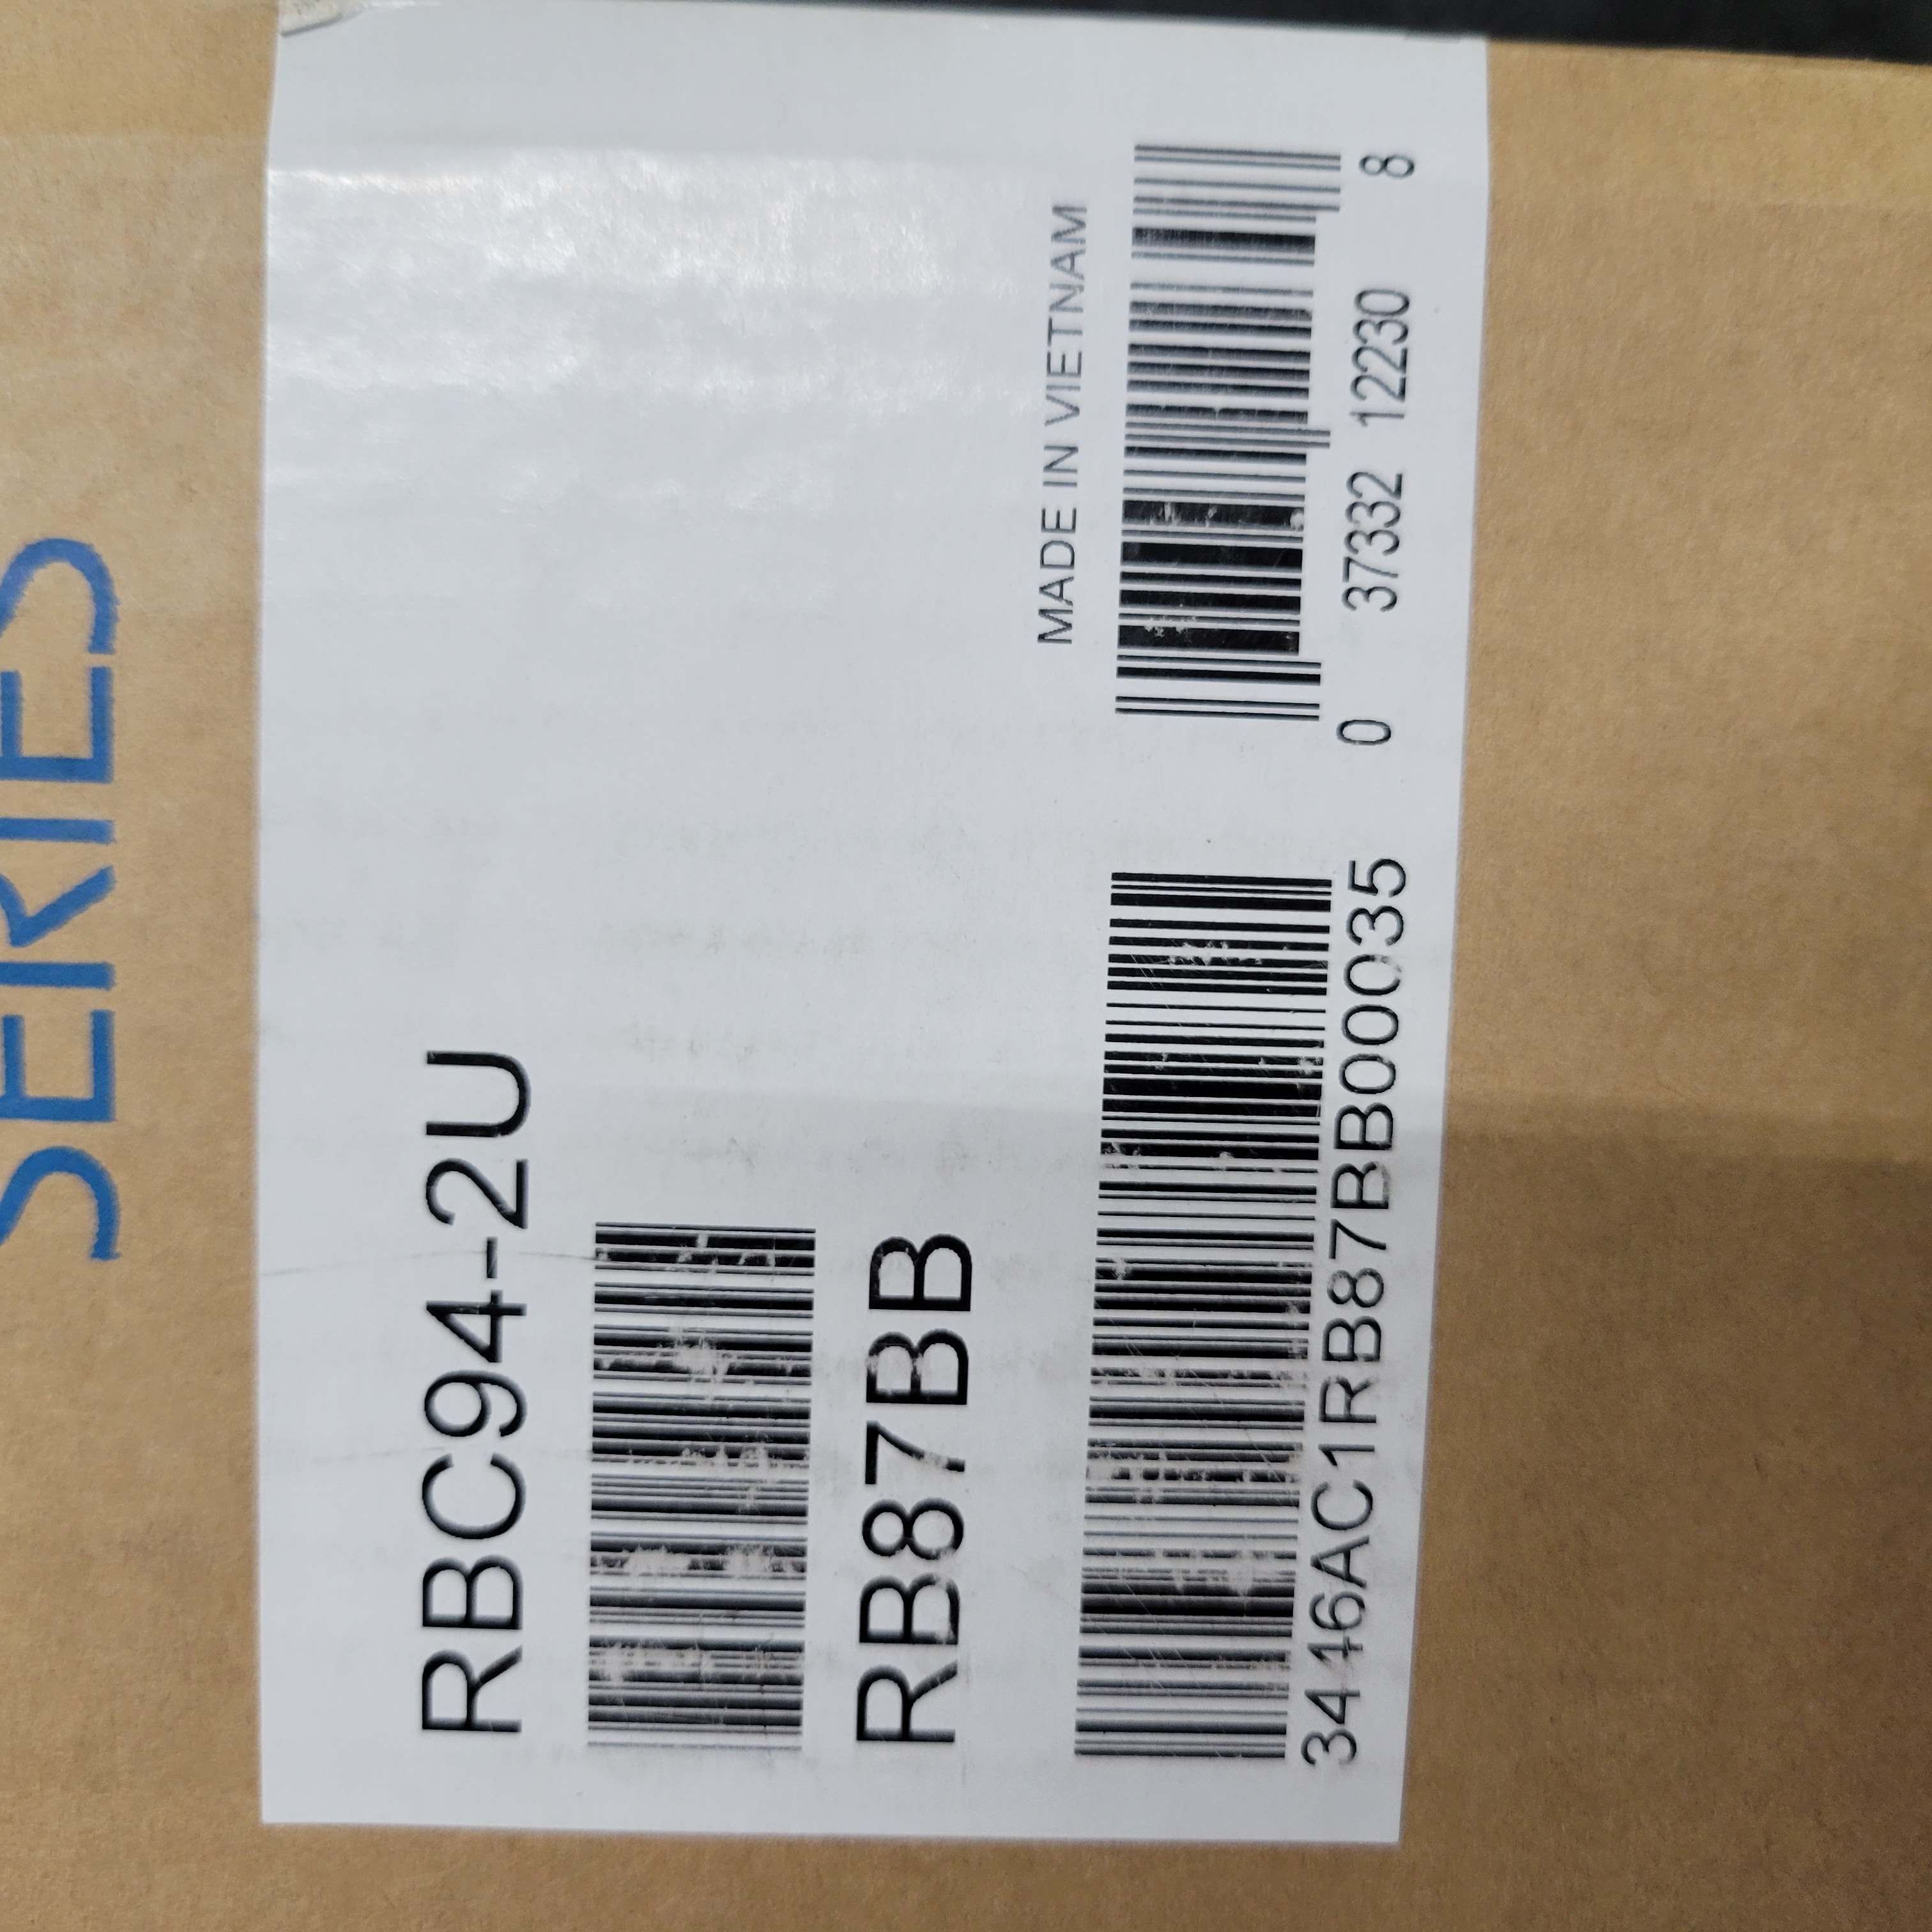 SERIES
RBC94-2U
RB87BB
MADE IN VIETNAM
3446AC1RB87BB00035
0 37332 12230 8